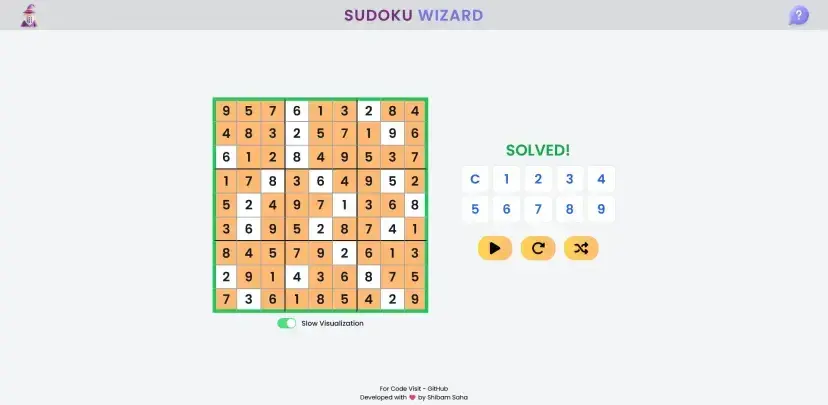 SUDOKU WIZARD
?
9 5 7 6 1 3 2 8 4
4 8 3 2 5 7 1 9 6
6 1 2 8 4 9 5 3 7
1 7 8 3 6 4 9 5 2
5 2 4 9 7 1 3 6 8
3 6 9 5 2 8 7 4 1
8 4 5 7 9 2 6 1 3
2 9 1 4 3 6 8 7 5
7 3 6 1 8 5 4 2 9
Slow Visualization
SOLVED!
C 1 2 3 4
5 6 7 8 9
For Code Visit - GitHub
Developed with ❤ by Shibam Saha